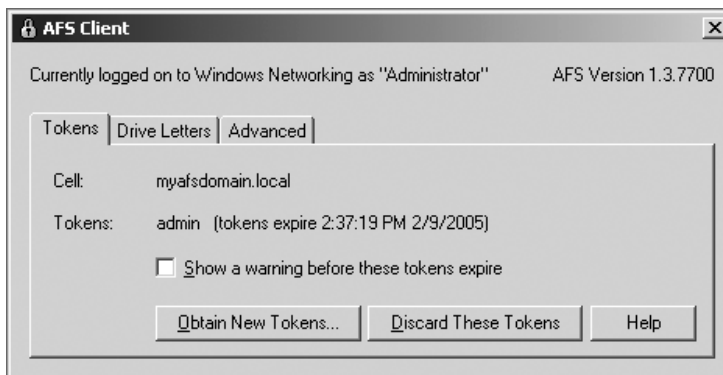 AFS Client
Currently logged on to Windows Networking as "Administrator" AFS Version 1.3.7700
Tokens Drive Letters Advanced
Cell: myafsdomain.local
Tokens: admin (tokens expire 2:37:19 PM 2/9/2005)
Show a warning before these tokens expire
Obtain New Tokens... Discard These Tokens Help